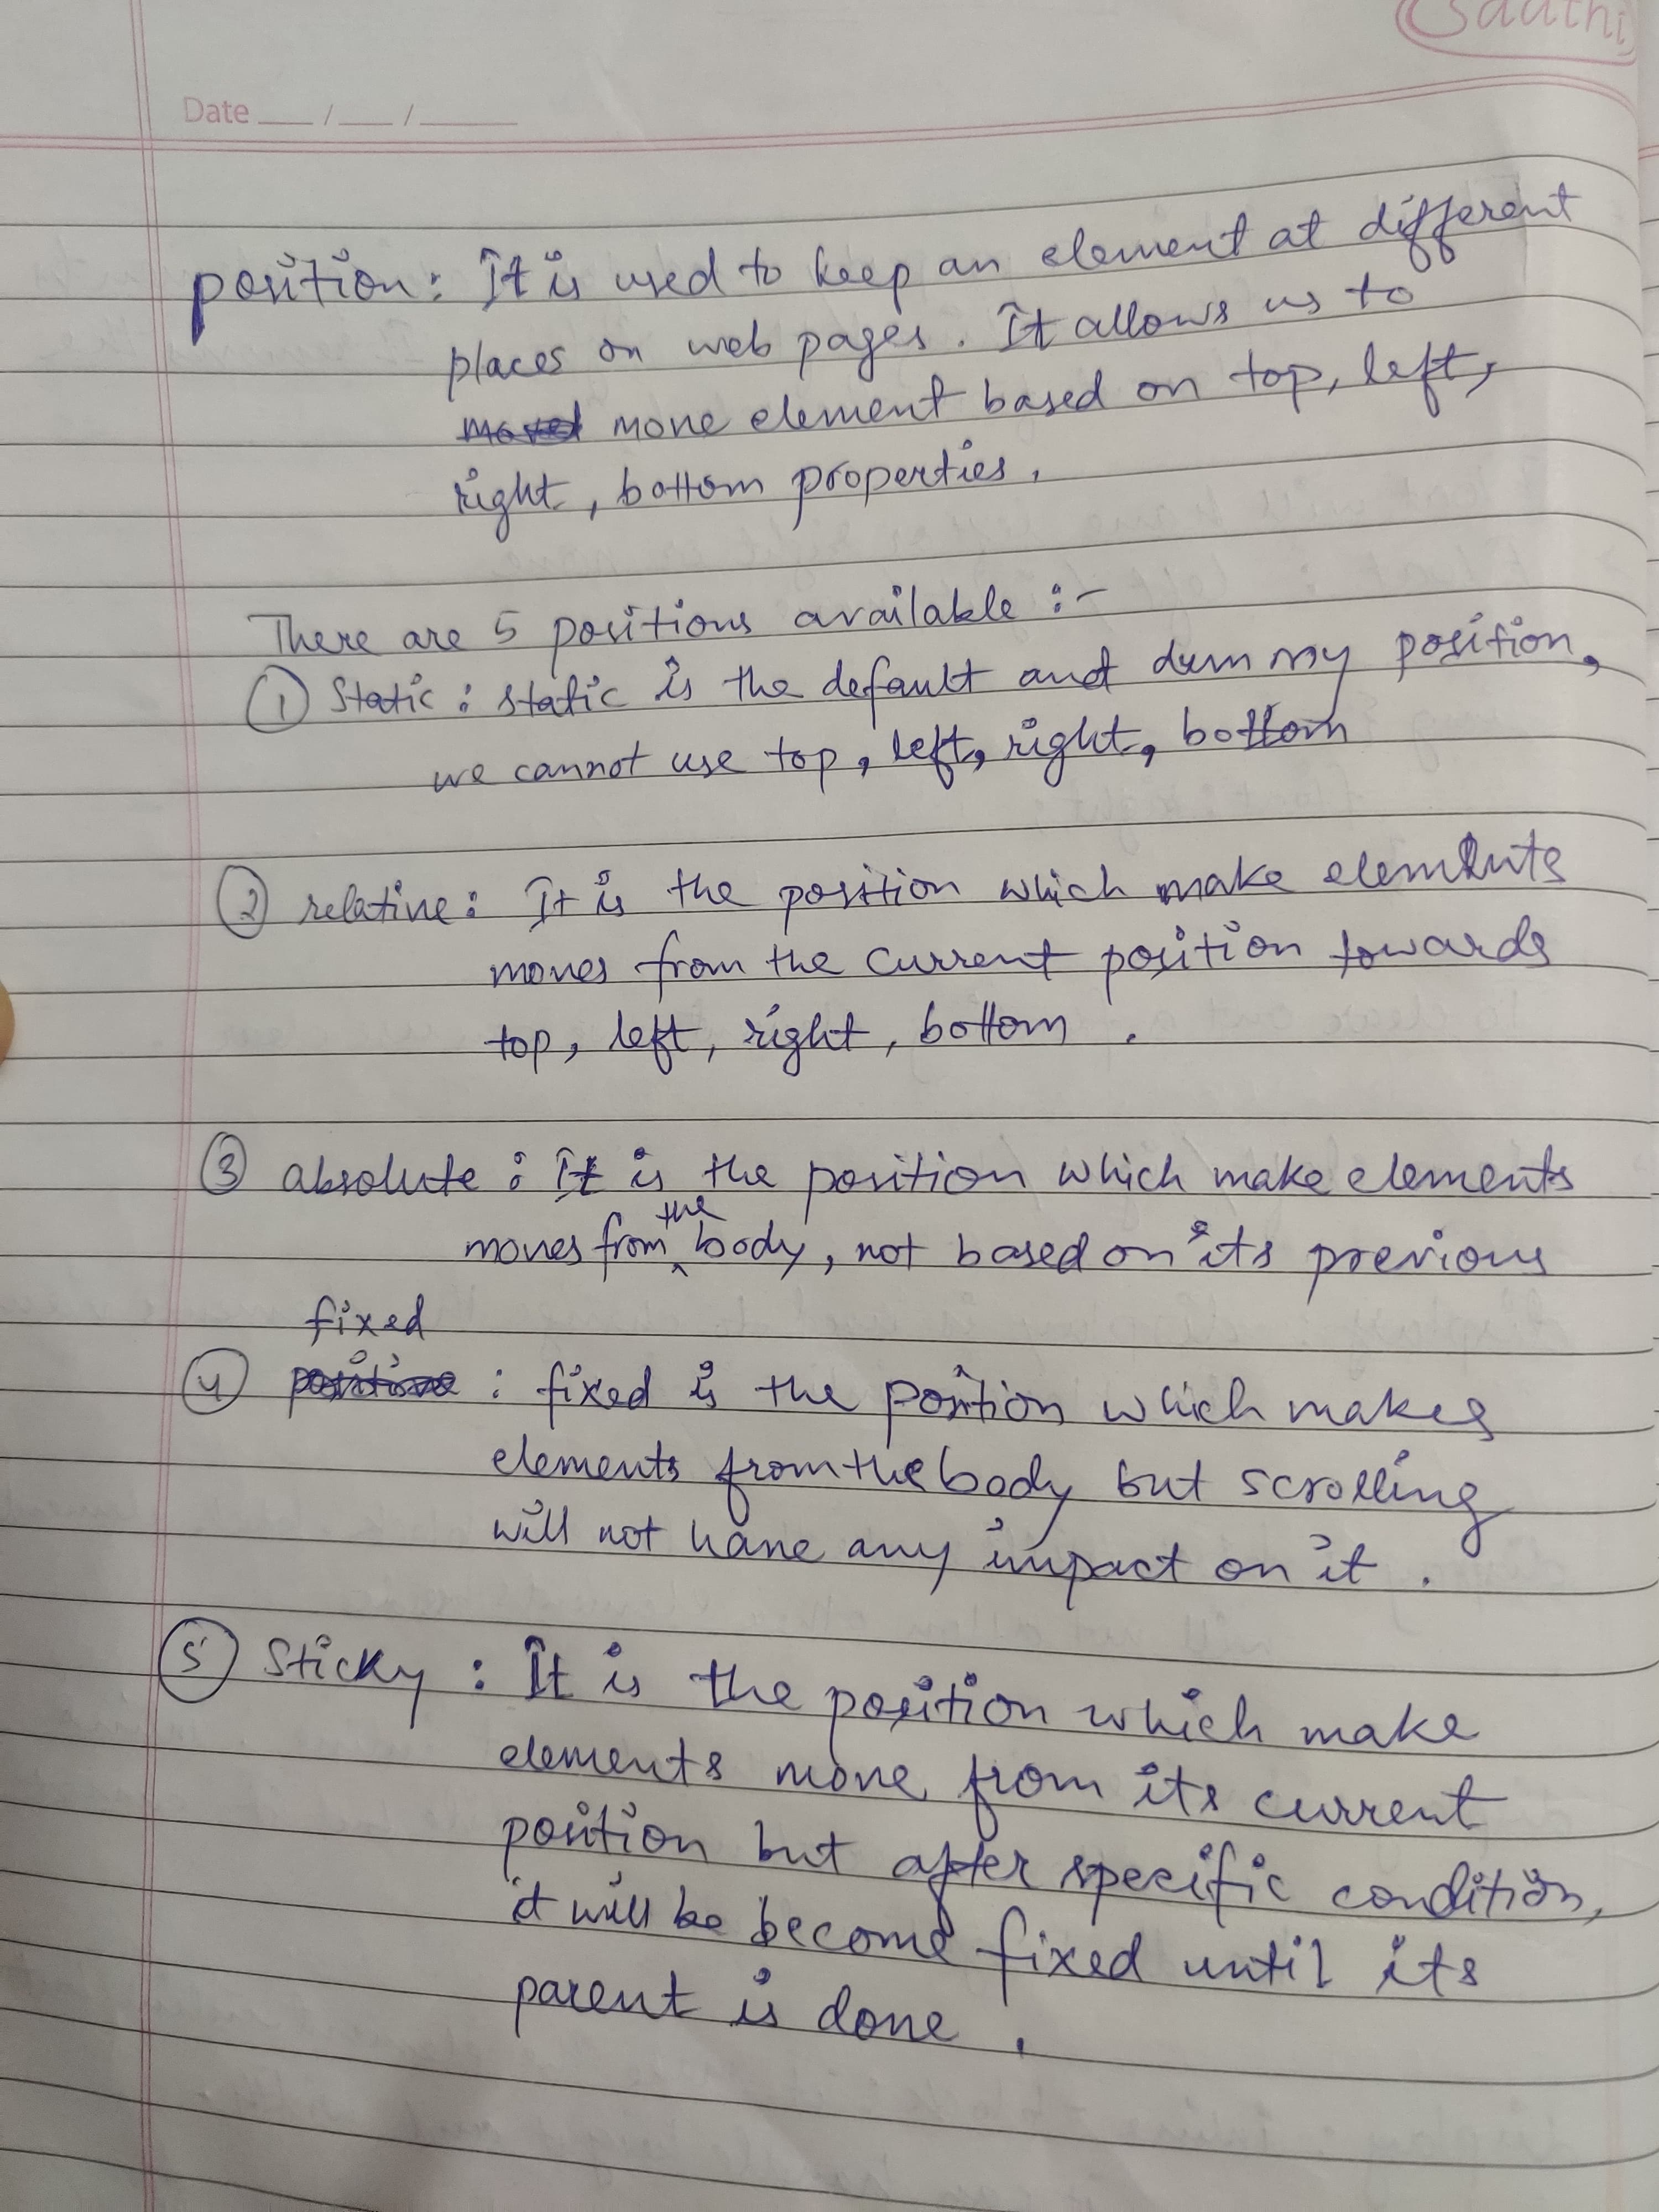 Saathi
Date ___/___/_____
position: It is used to keep an element at different
places on web pages. It allows us to
move element based on top, left,
right, bottom properties.
There are 5 positions available :-
① Static : static is the default and dummy position,
we cannot use top, left, right, bottom
② relative : It is the position which make elements
moves from the current position towards
top, left, right, bottom .
③ absolute : It is the position which make elements
moves from the body, not based on its previous
fixed
④ : fixed is the position which makes
elements from the body but scrolling
will not have any impact on it .
⑤ Sticky : It is the position which make
elements move from its current
position but after specific condition,
it will be become fixed until its
parent is done .